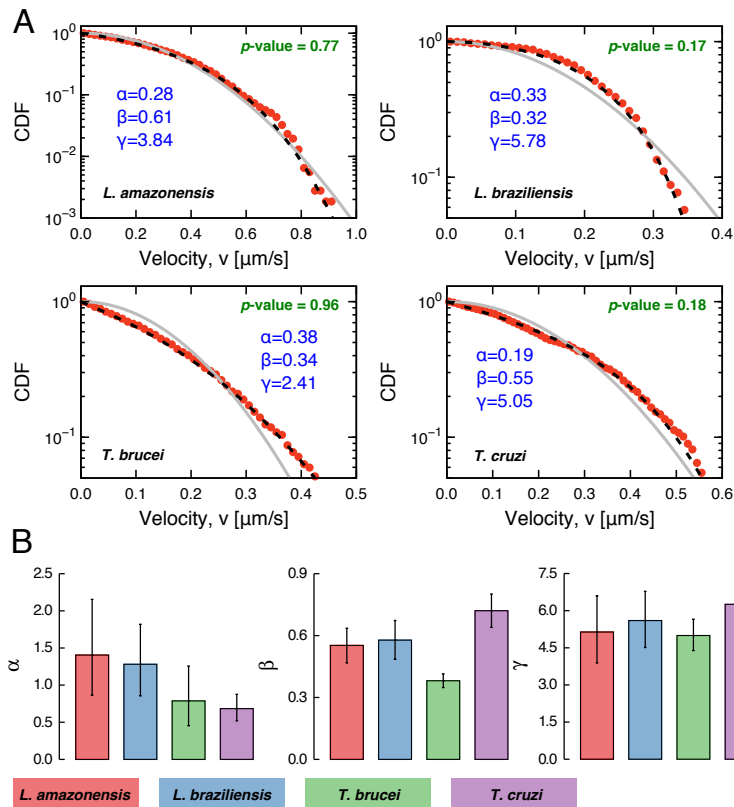 A
CDF
10⁰
10⁻¹
10⁻²
10⁻³
p-value = 0.77
α=0.28
β=0.61
γ=3.84
L. amazonensis
0.0 0.2 0.4 0.6 0.8 1.0
Velocity, v [μm/s]
CDF
10⁰
10⁻¹
p-value = 0.17
α=0.33
β=0.32
γ=5.78
L. braziliensis
0.0 0.1 0.2 0.3 0.4
Velocity, v [μm/s]
CDF
10⁰
10⁻¹
p-value = 0.96
α=0.38
β=0.34
γ=2.41
T. brucei
0.0 0.1 0.2 0.3 0.4 0.5
Velocity, v [μm/s]
CDF
10⁰
10⁻¹
p-value = 0.18
α=0.19
β=0.55
γ=5.05
T. cruzi
0.0 0.1 0.2 0.3 0.4 0.5 0.6
Velocity, v [μm/s]
B
α
2.5
2.0
1.5
1.0
0.5
0.0
β
0.9
0.6
0.3
0.0
γ
7.5
6.0
4.5
3.0
1.5
0.0
L. amazonensis L. braziliensis T. brucei T. cruzi